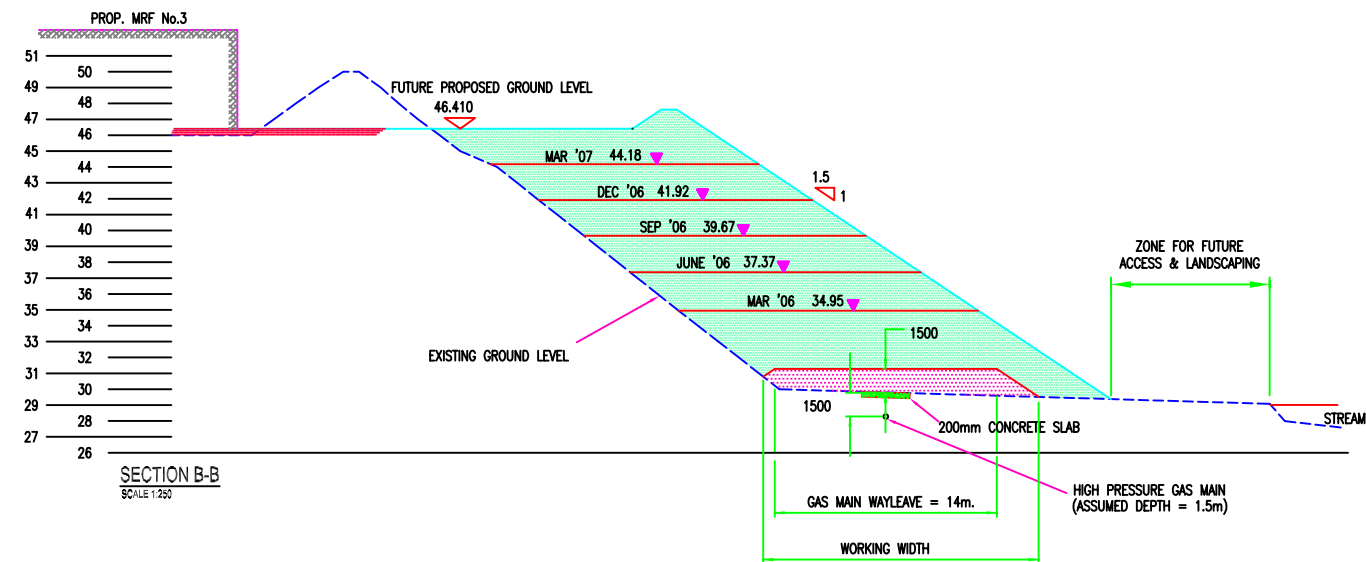 PROP. MRF No.3
51
50
49
48
47
46
45
44
43
42
41
40
39
38
37
36
35
34
33
32
31
30
29
28
27
26
FUTURE PROPOSED GROUND LEVEL
46.410
MAR '07 44.18
DEC '06 41.92
SEP '06 39.67
JUNE '06 37.37
MAR '06 34.95
1.5
1
ZONE FOR FUTURE
ACCESS & LANDSCAPING
EXISTING GROUND LEVEL
1500
1500
200mm CONCRETE SLAB
STREAM
HIGH PRESSURE GAS MAIN
(ASSUMED DEPTH = 1.5m)
GAS MAIN WAYLEAVE = 14m.
WORKING WIDTH
SECTION B-B
SCALE 1:250